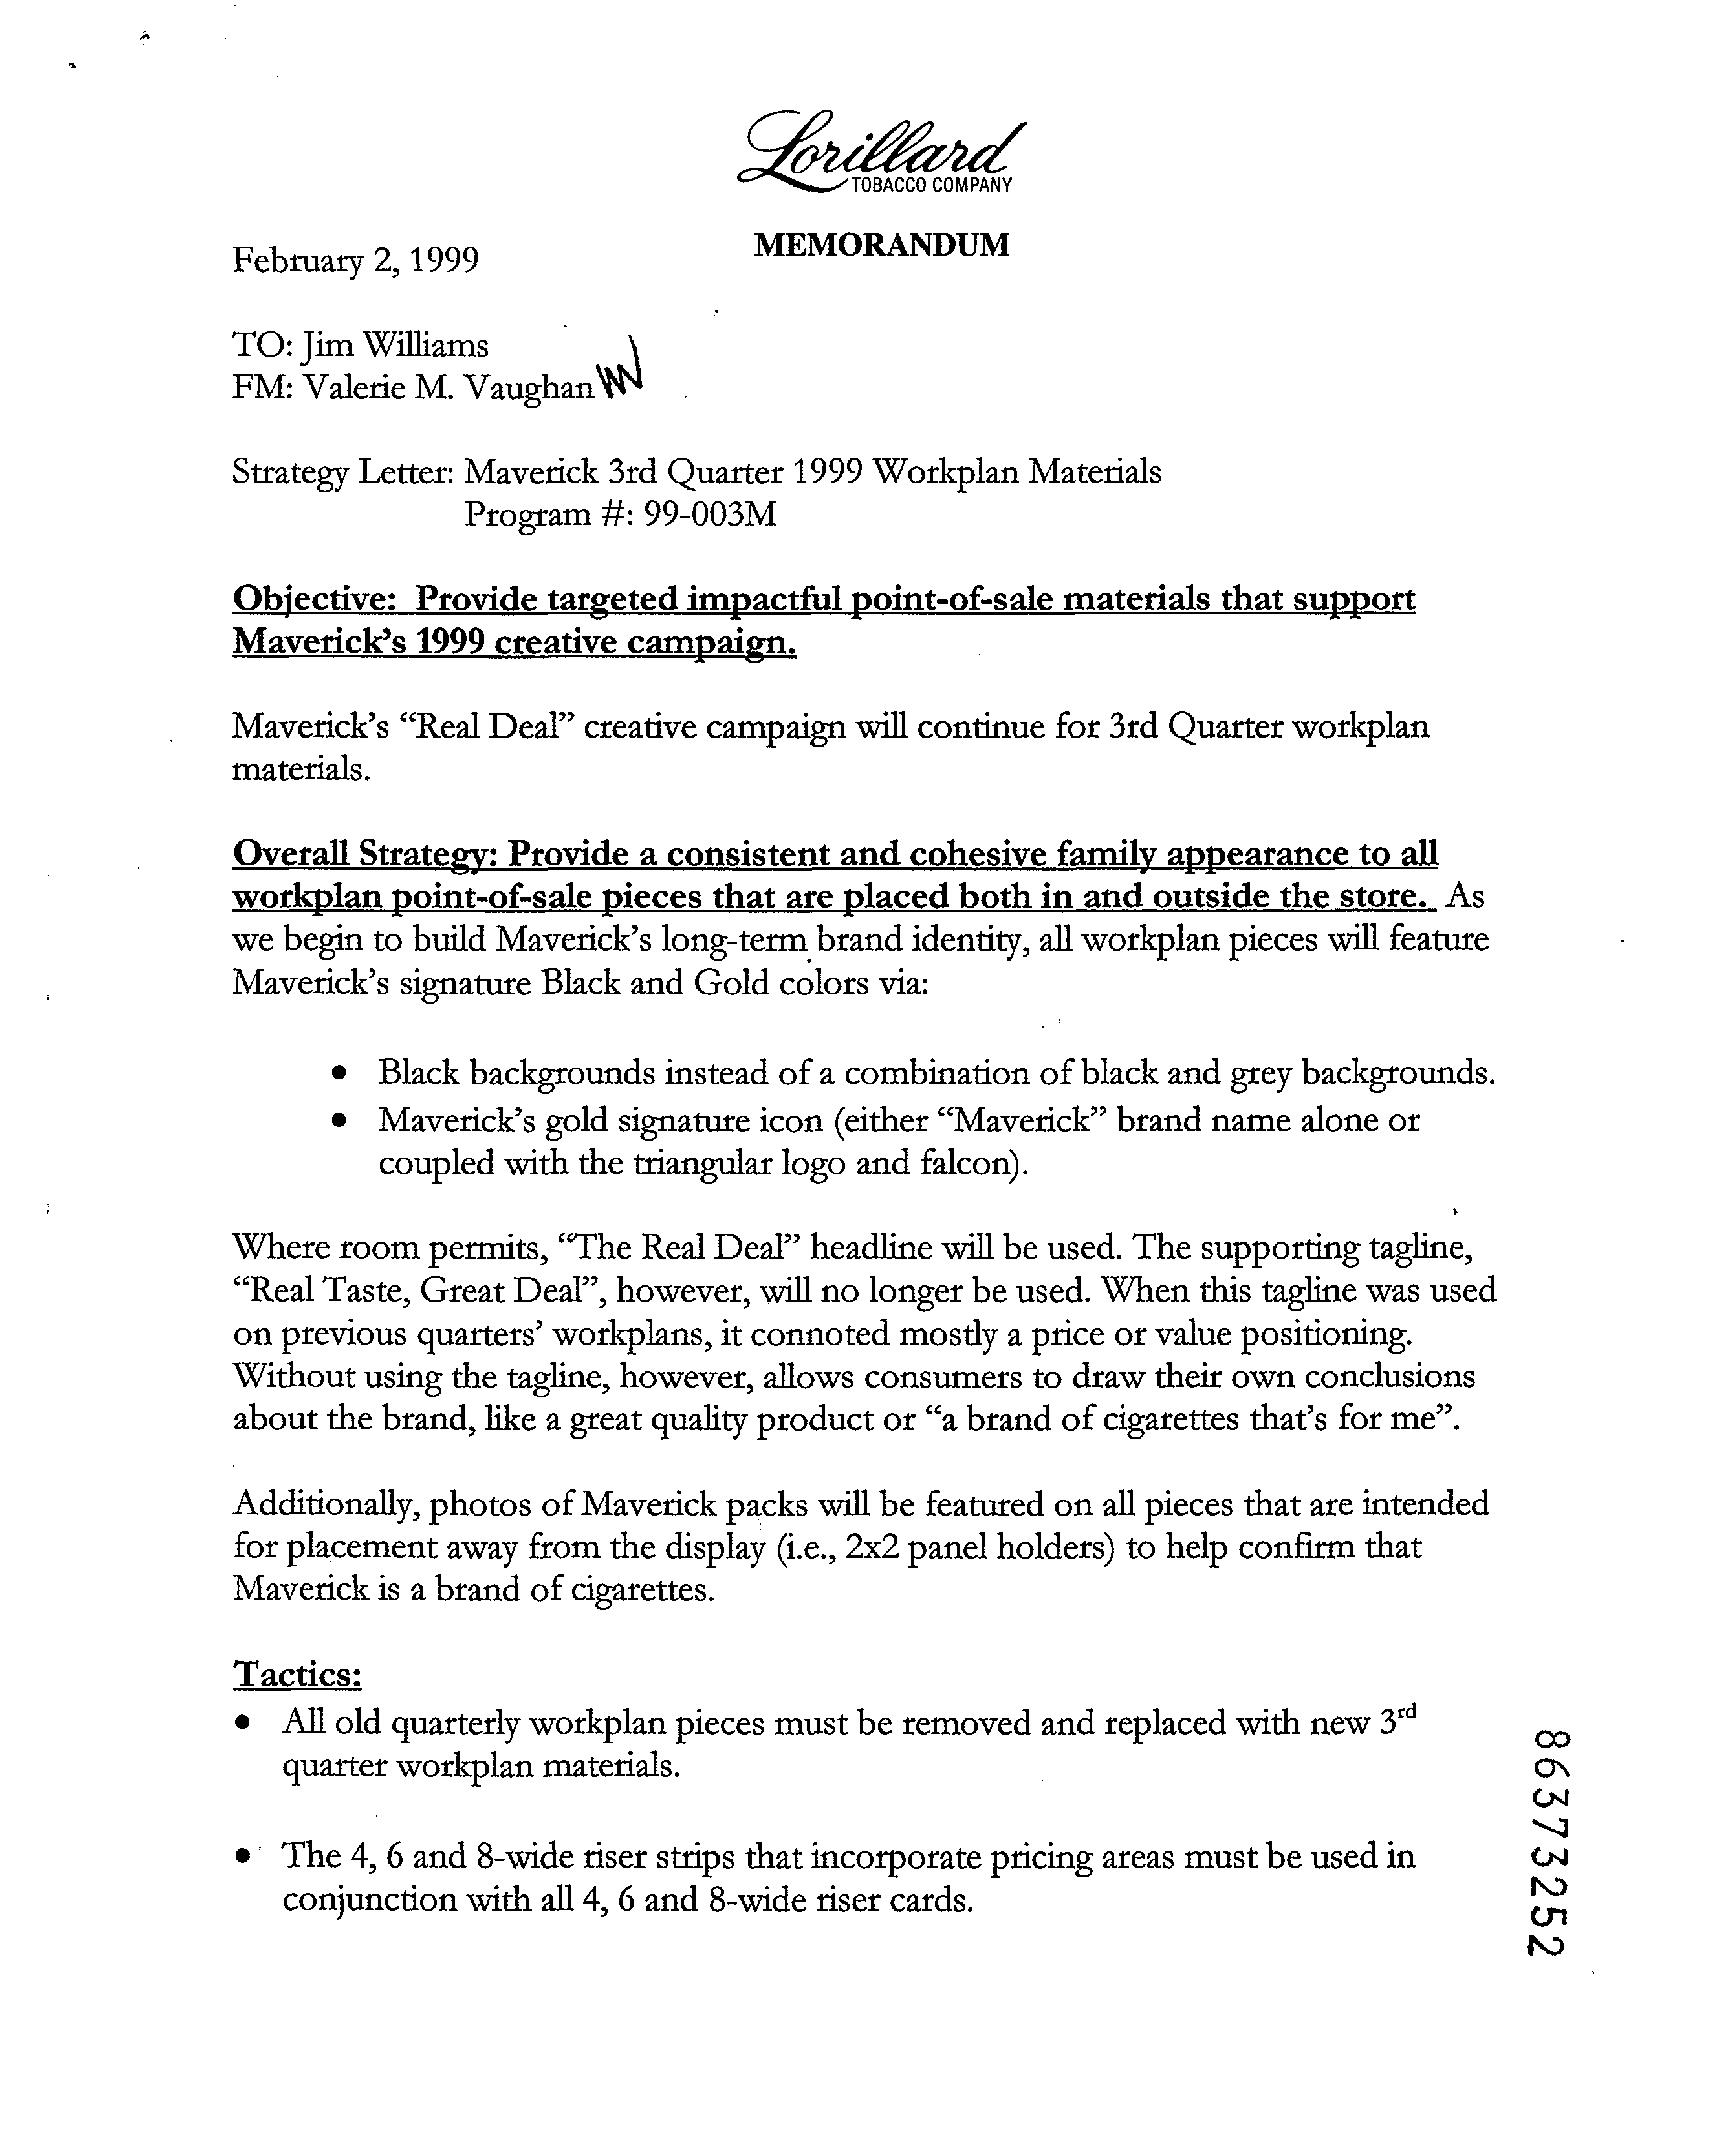 Lorillard
TOBACCO COMPANY
MEMORANDUM
February 2, 1999
TO: Jim Williams
FM: Valerie M. Vaughan
Strategy Letter: Maverick 3rd Quarter 1999 Workplan Materials
Program #: 99-003M
Objective: Provide targeted impactful point-of-sale materials that support
Maverick's 1999 creative campaign.
Maverick's “Real Deal” creative campaign will continue for 3rd Quarter workplan
materials.
Overall Strategy: Provide a consistent and cohesive family appearance to all
workplan point-of-sale pieces that are placed both in and outside the store. As
we begin to build Maverick's long-term brand identity, all workplan pieces will feature
Maverick's signature Black and Gold colors via:
• Black backgrounds instead of a combination of black and grey backgrounds.
• Maverick's gold signature icon (either “Maverick” brand name alone or
coupled with the triangular logo and falcon).
Where room permits, “The Real Deal” headline will be used. The supporting tagline,
“Real Taste, Great Deal”, however, will no longer be used. When this tagline was used
on previous quarters' workplans, it connoted mostly a price or value positioning.
Without using the tagline, however, allows consumers to draw their own conclusions
about the brand, like a great quality product or “a brand of cigarettes that's for me”.
Additionally, photos of Maverick packs will be featured on all pieces that are intended
for placement away from the display (i.e., 2x2 panel holders) to help confirm that
Maverick is a brand of cigarettes.
Tactics:
• All old quarterly workplan pieces must be removed and replaced with new 3rd
quarter workplan materials.
• The 4, 6 and 8-wide riser strips that incorporate pricing areas must be used in
conjunction with all 4, 6 and 8-wide riser cards.
86373252